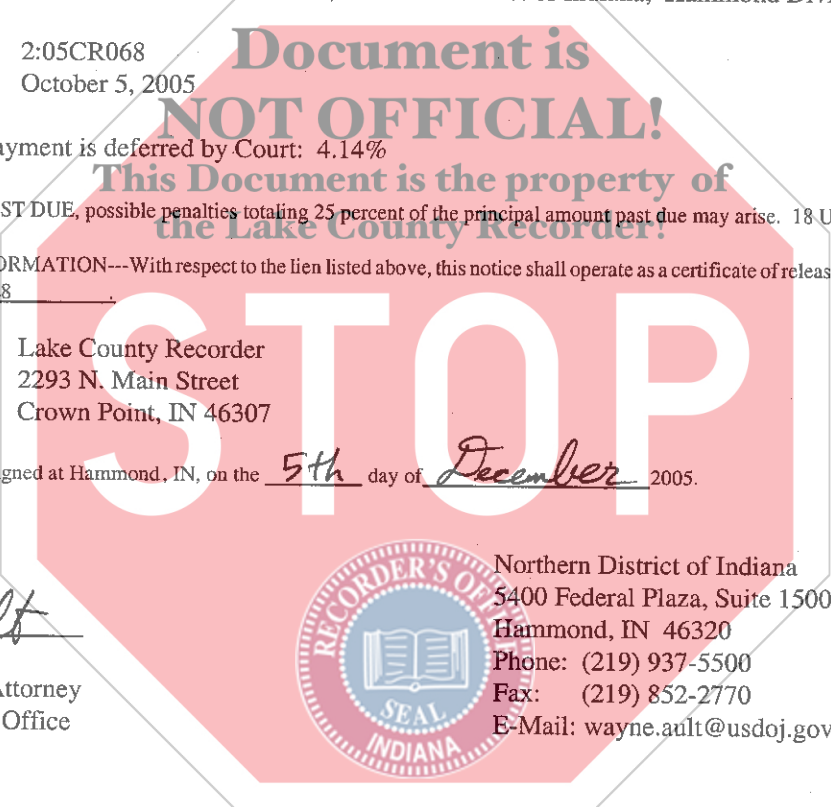 of Indiana, Hammond
2:05CR068
October 5, 2005
Document is
NOT OFFICIAL!
ayment is deferred by Court: 4.14%
This Document is the property of
ST DUE, possible penalties totaling 25 percent of the principal amount past due may arise. 18 U
the Lake County Recorder!
ORMATION---With respect to the lien listed above, this notice shall operate as a certificate of releas
8
STOP
Lake County Recorder
2293 N. Main Street
Crown Point, IN 46307
gned at Hammond, IN, on the 5th day of December 2005.
RECORDER'S OFFICE
SEAL
INDIANA
Northern District of Indiana
5400 Federal Plaza, Suite 1500
Hammond, IN 46320
Phone: (219) 937-5500
Fax: (219) 852-2770
E-Mail: wayne.ault@usdoj.gov
lt
Attorney
Office